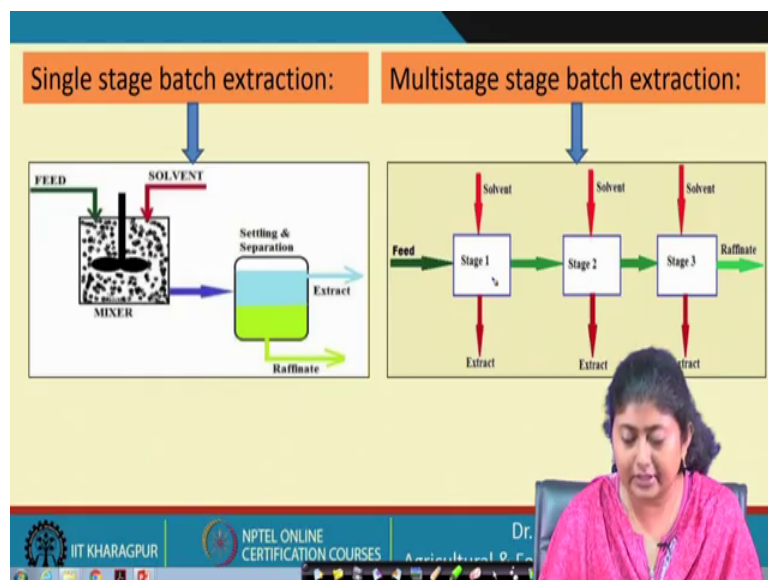 Single stage batch extraction:
Multistage stage batch extraction:
FEED
SOLVENT
MIXER
Settling &
Separation
Extract
Raffinate
Solvent
Solvent
Solvent
Feed
Stage 1
Stage 2
Stage 3
Raffinate
Extract
Extract
IIT KHARAGPUR
NPTEL ONLINE
CERTIFICATION COURSES
Dr.
Agricultural &